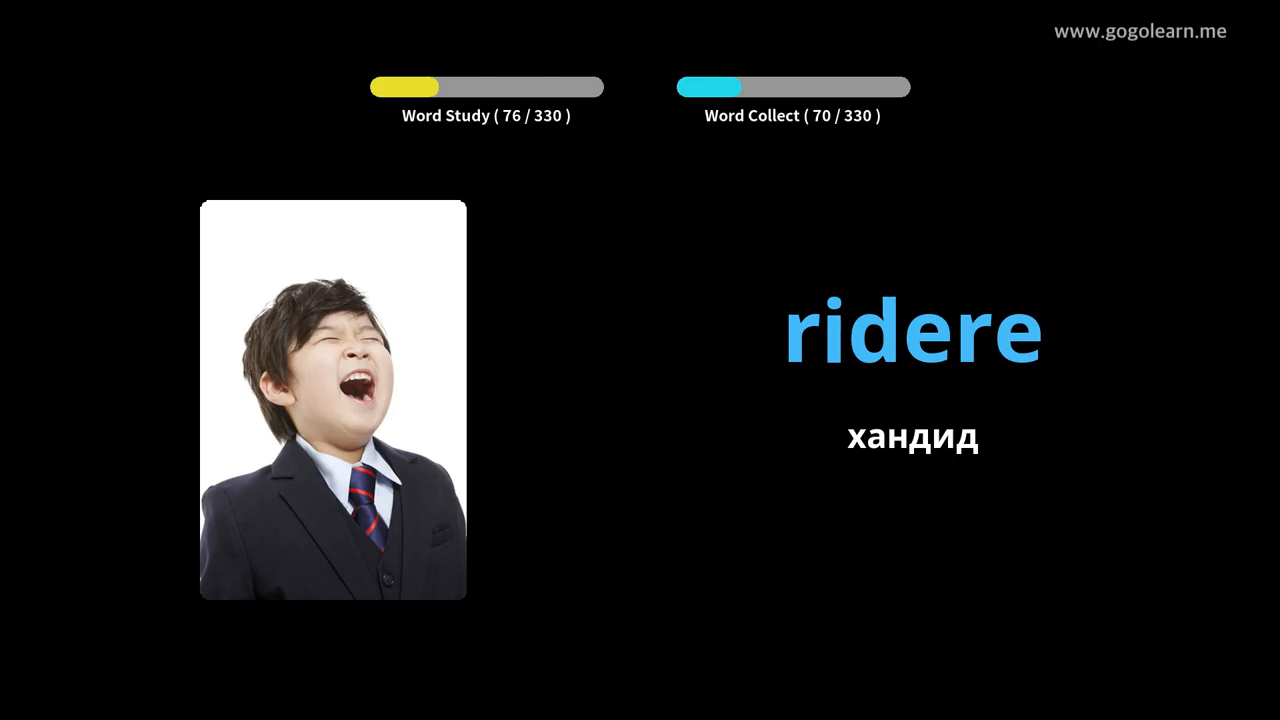 www.gogolearn.me
Word Study ( 76 / 330 )
Word Collect ( 70 / 330 )
ridere
хандид